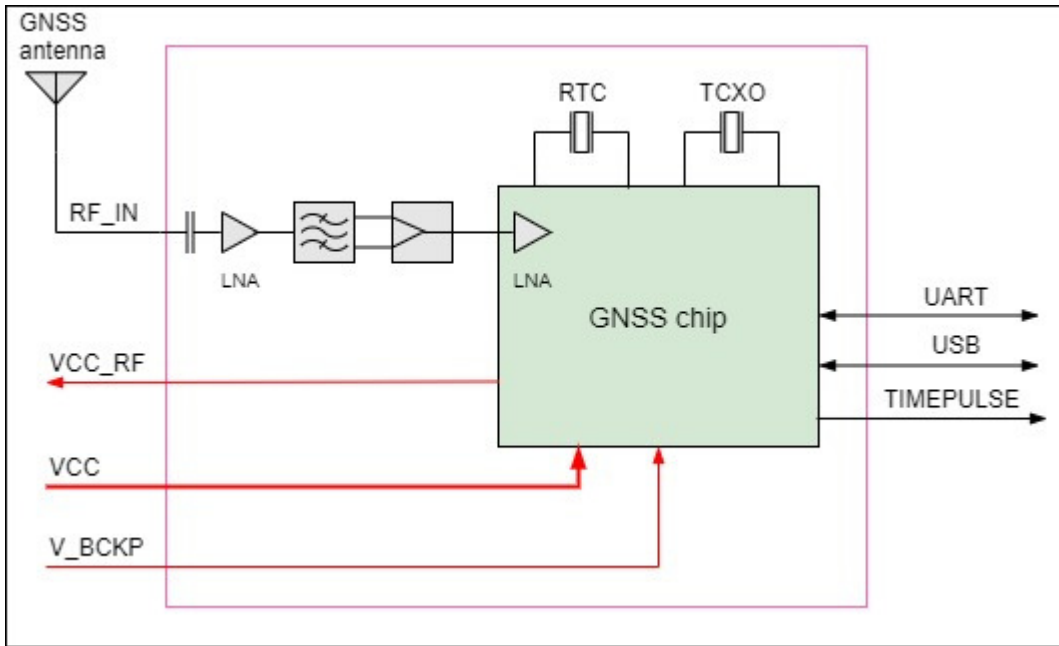 GNSS
antenna
RTC
TCXO
RF_IN
LNA
LNA
GNSS chip
UART
USB
VCC_RF
TIMEPULSE
VCC
V_BCKP